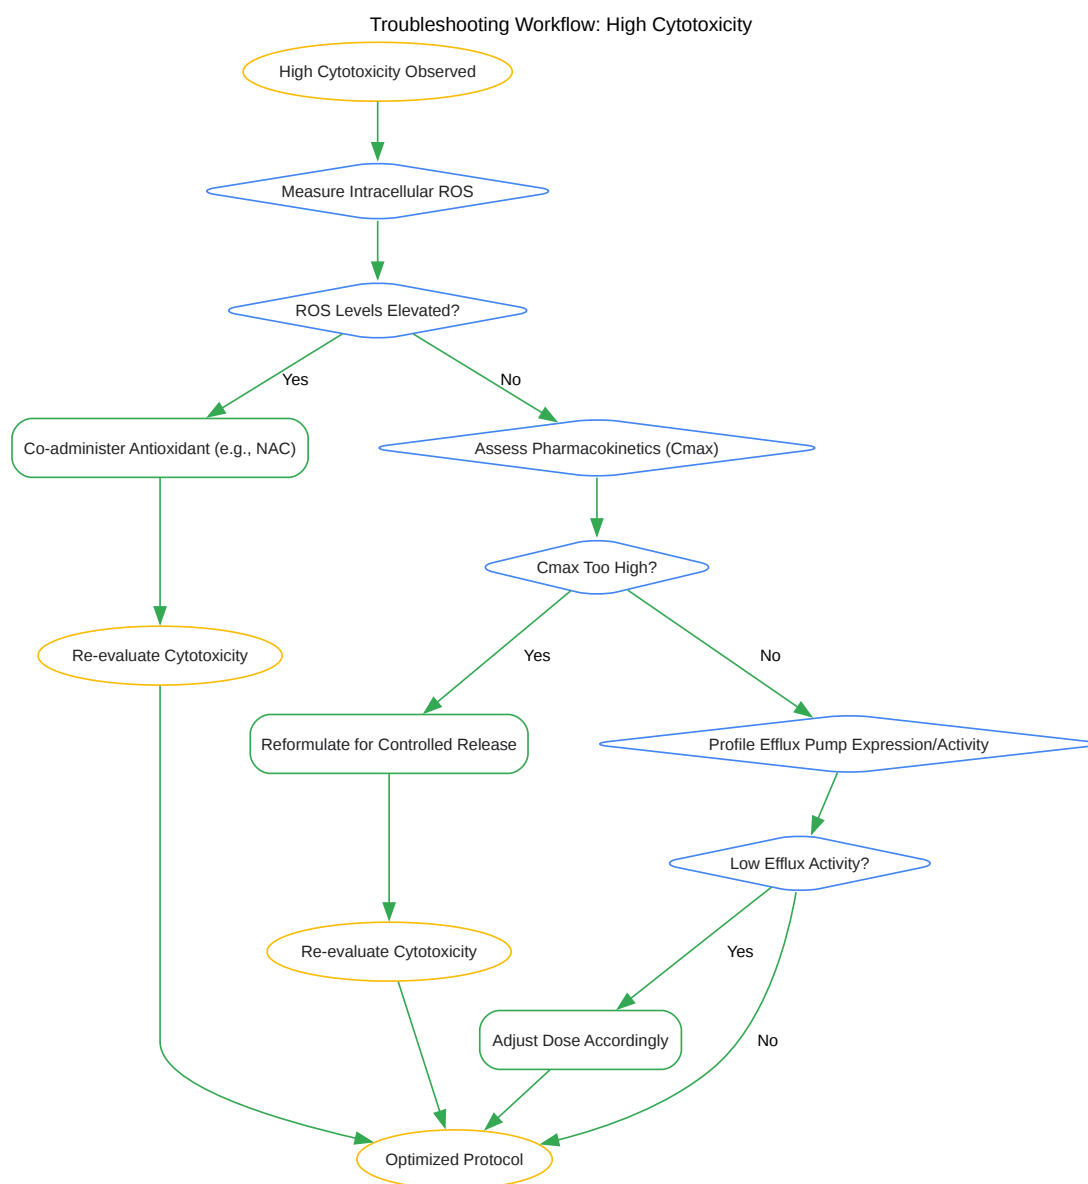 Troubleshooting Workflow: High Cytotoxicity
High Cytotoxicity Observed
Measure Intracellular ROS
ROS Levels Elevated?
Yes
No
Co-administer Antioxidant (e.g., NAC)
Assess Pharmacokinetics (Cmax)
Cmax Too High?
Re-evaluate Cytotoxicity
Yes
No
Reformulate for Controlled Release
Profile Efflux Pump Expression/Activity
Low Efflux Activity?
Re-evaluate Cytotoxicity
Yes
Adjust Dose Accordingly
No
Optimized Protocol